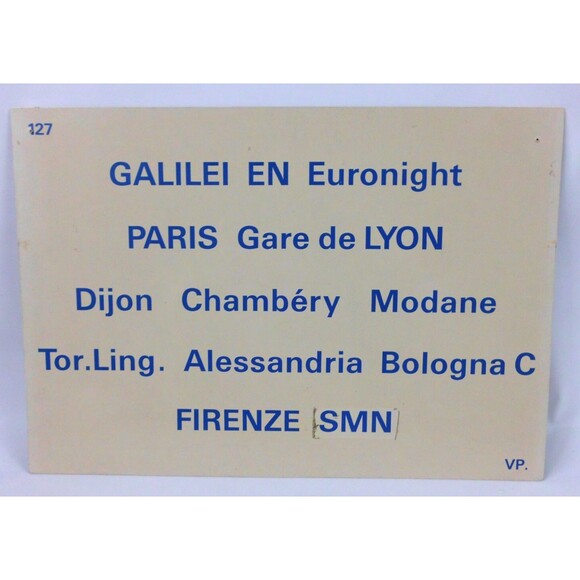 127
GALILEI EN Euronight
PARIS Gare de LYON
Dijon Chambéry Modane
Tor.Ling. Alessandria Bologna C
FIRENZE SMN
VP.